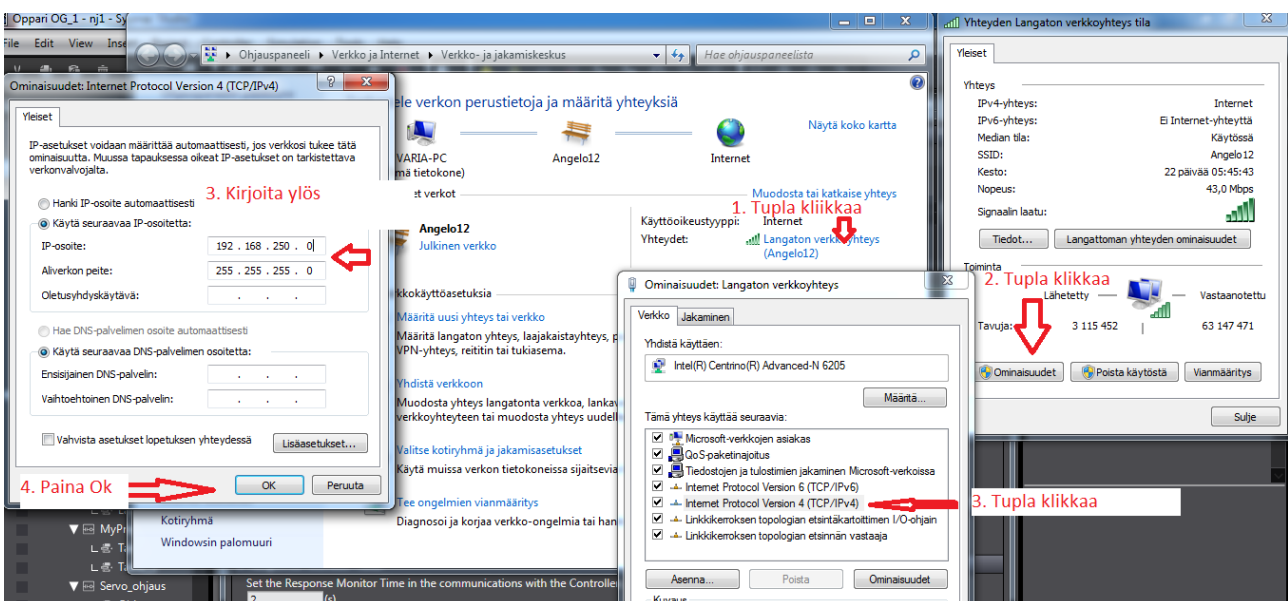 Oppari OG_1 - nj1 - Sy
File Edit View Inse
Ohjauspaneeli ▸ Verkko ja Internet ▸ Verkko- ja jakamiskeskus
Hae ohjauspaneelista
ele verkon perustietoja ja määritä yhteyksiä
Näytä koko kartta
VARIA-PC
mä tietokone)
Angelo12
Internet
et verkot
Muodosta tai katkaise yhteys
1. Tupla kliikkaa
Angelo12
Julkinen verkko
Käyttöoikeustyyppi:
Internet
Yhteydet:
Langaton verkkoyhteys
(Angelo12)
kkokäyttöasetuksia
Määritä uusi yhteys tai verkko
Määritä langaton yhteys, laajakaistayhteys, p
VPN-yhteys, reititin tai tukiasema.
Yhdistä verkkoon
Muodosta yhteys langatonta verkkoa, lankav
verkkoyhteyteen tai muodosta yhteys uudell
Valitse kotiryhmä ja jakamisasetukset
Käytä muissa verkon tietokoneissa sijaitsevia
Tee ongelmien vianmääritys
Diagnosoi ja korjaa verkko-ongelmia tai han
Kotiryhmä
Windowsin palomuuri
Ominaisuudet: Internet Protocol Version 4 (TCP/IPv4)
Yleiset
IP-asetukset voidaan määrittää automaattisesti, jos verkkosi tukee tätä
ominaisuutta. Muussa tapauksessa oikeat IP-asetukset on tarkistettava
verkonvalvojalta.
3. Kirjoita ylös
Hanki IP-osoite automaattisesti
Käytä seuraavaa IP-osoitetta:
IP-osoite:
192 . 168 . 250 . 0
Aliverkon peite:
255 . 255 . 255 . 0
Oletusyhdyskäytävä:
Hae DNS-palvelimen osoite automaattisesti
Käytä seuraavaa DNS-palvelimen osoitetta:
Ensisijainen DNS-palvelin:
Vaihtoehtoinen DNS-palvelin:
Vahvista asetukset lopetuksen yhteydessä
Lisäasetukset...
4. Paina Ok
OK
Peruuta
MyPr
Servo_ohjaus
Set the Response Monitor Time in the communications with the Controlle
2
(s)
Ominaisuudet: Langaton verkkoyhteys
Verkko
Jakaminen
Yhdistä käyttäen:
Intel(R) Centrino(R) Advanced-N 6205
Määritä...
Tämä yhteys käyttää seuraavia:
Microsoft-verkkojen asiakas
QoS-paketinajoitus
Tiedostojen ja tulostimien jakaminen Microsoft-verkoissa
Internet Protocol Version 6 (TCP/IPv6)
Internet Protocol Version 4 (TCP/IPv4)
3. Tupla klikkaa
Linkkikerroksen topologian etsintäkartoittimen I/O-ohjain
Linkkikerroksen topologian etsinnän vastaaja
Asenna...
Poista
Ominaisuudet
Kuvaus
Yhteyden Langaton verkkoyhteys tila
Yleiset
Yhteys
IPv4-yhteys:
Internet
IPv6-yhteys:
Ei Internet-yhteyttä
Median tila:
Käytössä
SSID:
Angelo12
Kesto:
22 päivää 05:45:43
Nopeus:
43,0 Mbps
Signaalin laatu:
Tiedot...
Langattoman yhteyden ominaisuudet
Toiminta
2. Tupla klikkaa
Lähetetty
Vastaanotettu
Tavuja:
3 115 452
63 147 471
Ominaisuudet
Poista käytöstä
Vianmääritys
Sulje